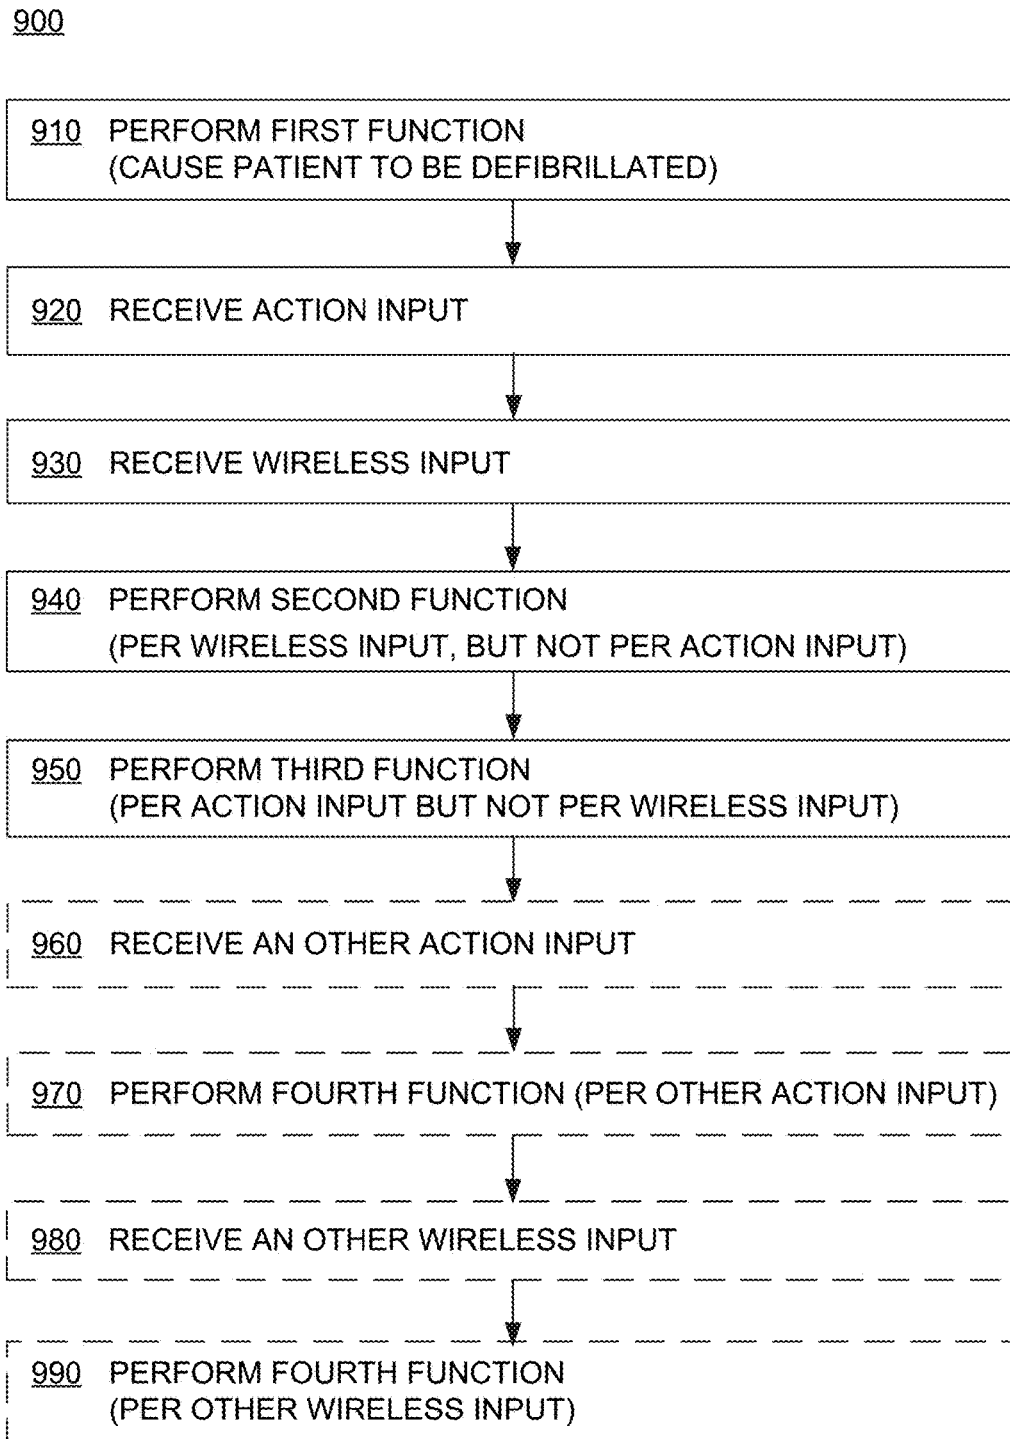 900
910 PERFORM FIRST FUNCTION
(CAUSE PATIENT TO BE DEFIBRILLATED)
920 RECEIVE ACTION INPUT
930 RECEIVE WIRELESS INPUT
940 PERFORM SECOND FUNCTION
(PER WIRELESS INPUT, BUT NOT PER ACTION INPUT)
950 PERFORM THIRD FUNCTION
(PER ACTION INPUT BUT NOT PER WIRELESS INPUT)
960 RECEIVE AN OTHER ACTION INPUT
970 PERFORM FOURTH FUNCTION (PER OTHER ACTION INPUT)
980 RECEIVE AN OTHER WIRELESS INPUT
990 PERFORM FOURTH FUNCTION
(PER OTHER WIRELESS INPUT)